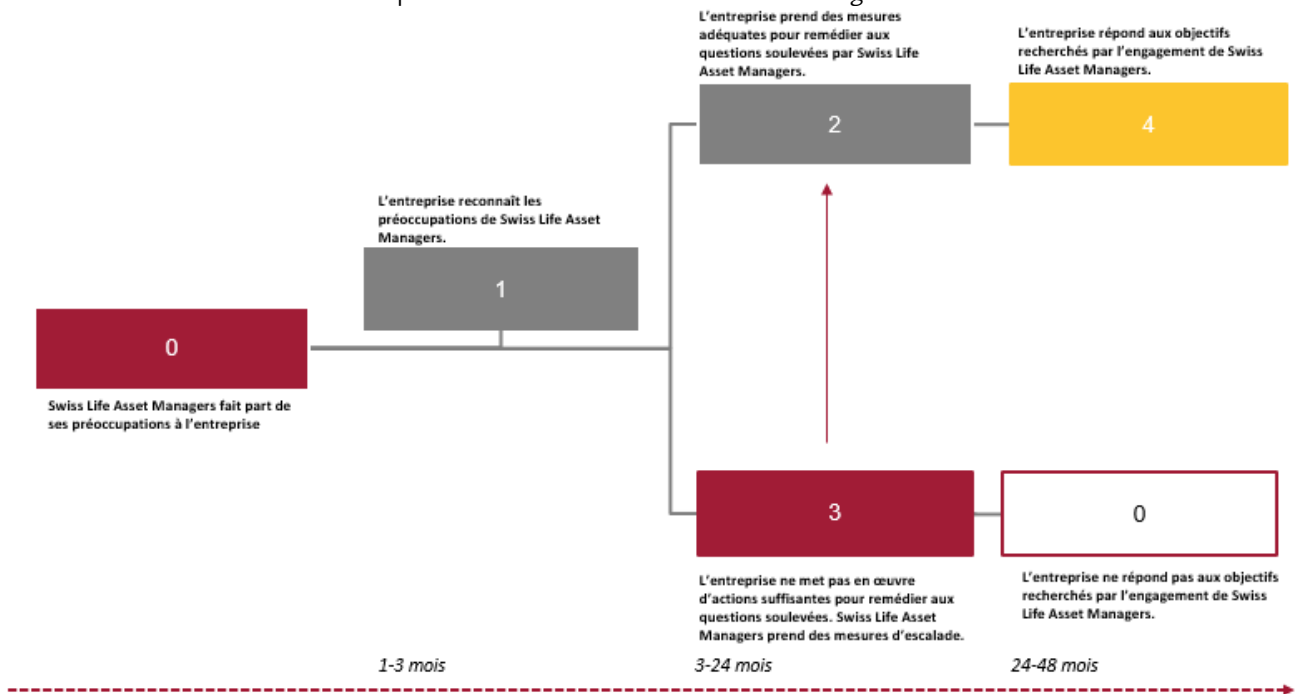 L'entreprise prend des mesures
adéquates pour remédier aux
questions soulevées par Swiss Life
Asset Managers.
L'entreprise répond aux objectifs
recherchés par l'engagement de Swiss
Life Asset Managers.
2
4
L'entreprise reconnaît les
préoccupations de Swiss Life Asset
Managers.
1
0
Swiss Life Asset Managers fait part de
ses préoccupations à l'entreprise
3
0
L'entreprise ne met pas en œuvre
d'actions suffisantes pour remédier aux
questions soulevées. Swiss Life Asset
Managers prend des mesures d'escalade.
L'entreprise ne répond pas aux objectifs
recherchés par l'engagement de Swiss
Life Asset Managers.
1-3 mois
3-24 mois
24-48 mois